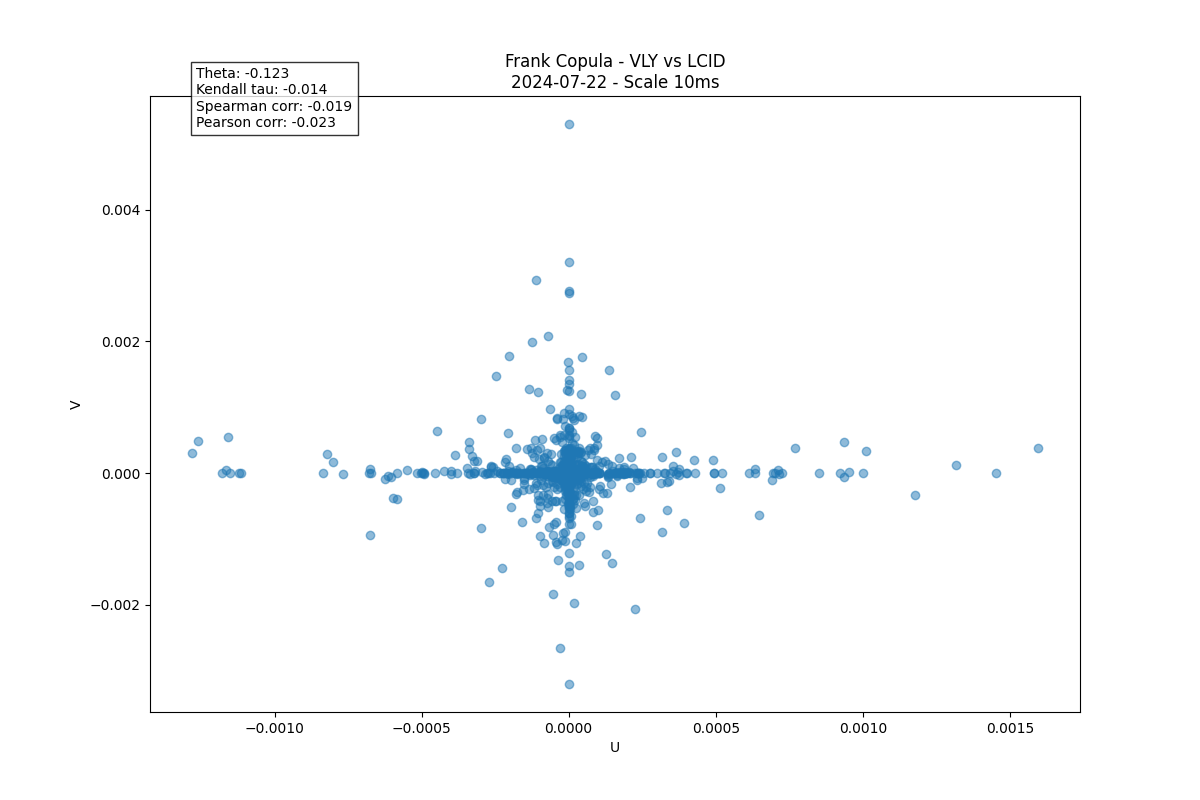 Frank Copula - VLY vs LCID
2024-07-22 - Scale 10ms
Theta: -0.123
Kendall tau: -0.014
Spearman corr: -0.019
Pearson corr: -0.023
0.004
0.002
0.000
−0.002
V
−0.0010 −0.0005 0.0000 0.0005 0.0010 0.0015
U